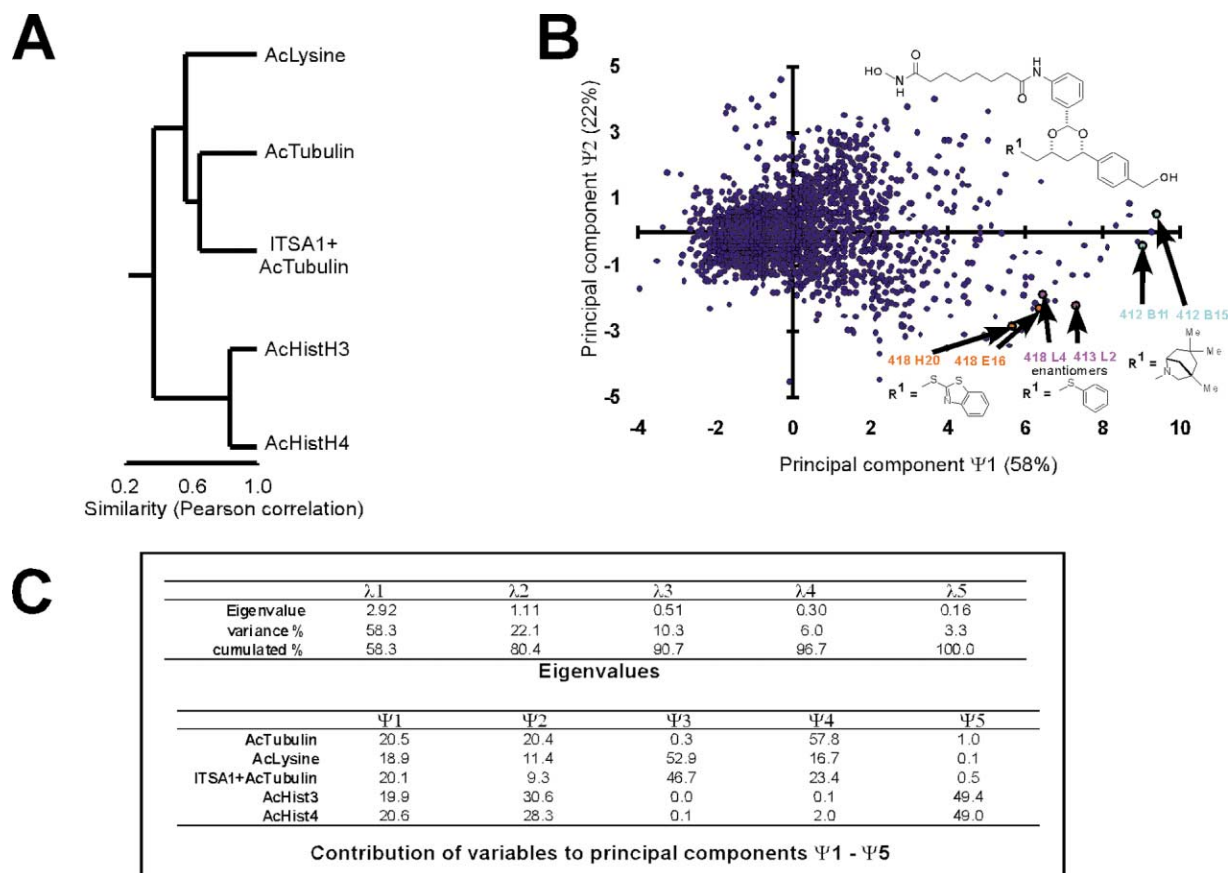 A
AcLysine
AcTubulin
ITSA1+
AcTubulin
AcHistH3
AcHistH4
0.2 0.6 1.0
Similarity (Pearson correlation)
B
Principal component Ψ2 (22%)
5
3
1
-1
-3
-5
-4 -2 0 2 4 6 8 10
Principal component Ψ1 (58%)
HO
N
H
O
O
H
N
O O
R1
OH
412 B11 412 B15
418 H20 418 E16 418 L4 413 L2
enantiomers
R1 = S S N
R1 = S
R1 = N Me Me Me
C
λ1 λ2 λ3 λ4 λ5
Eigenvalue 2.92 1.11 0.51 0.30 0.16
variance % 58.3 22.1 10.3 6.0 3.3
cumulated % 58.3 80.4 90.7 96.7 100.0
Eigenvalues
Ψ1 Ψ2 Ψ3 Ψ4 Ψ5
AcTubulin 20.5 20.4 0.3 57.8 1.0
AcLysine 18.9 11.4 52.9 16.7 0.1
ITSA1+AcTubulin 20.1 9.3 46.7 23.4 0.5
AcHist3 19.9 30.6 0.0 0.1 49.4
AcHist4 20.6 28.3 0.1 2.0 49.0
Contribution of variables to principal components Ψ1 - Ψ5